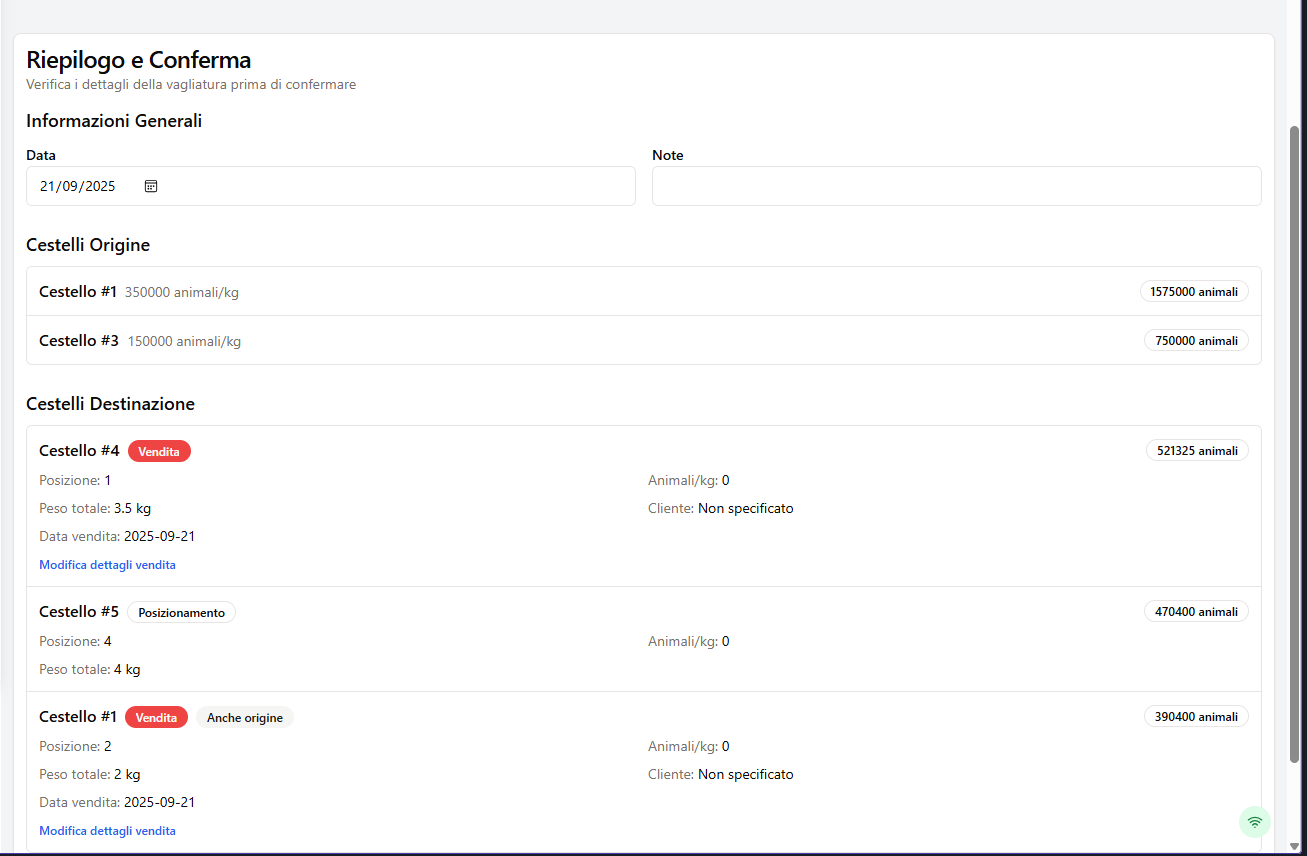 Riepilogo e Conferma
Verifica i dettagli della vagliatura prima di confermare
Informazioni Generali
Data
Note
21/09/2025
Cestelli Origine
Cestello #1 350000 animali/kg 1575000 animali
Cestello #3 150000 animali/kg 750000 animali
Cestelli Destinazione
Cestello #4 Vendita 521325 animali
Posizione: 1 Animali/kg: 0
Peso totale: 3.5 kg Cliente: Non specificato
Data vendita: 2025-09-21
Modifica dettagli vendita
Cestello #5 Posizionamento 470400 animali
Posizione: 4 Animali/kg: 0
Peso totale: 4 kg
Cestello #1 Vendita Anche origine 390400 animali
Posizione: 2 Animali/kg: 0
Peso totale: 2 kg Cliente: Non specificato
Data vendita: 2025-09-21
Modifica dettagli vendita